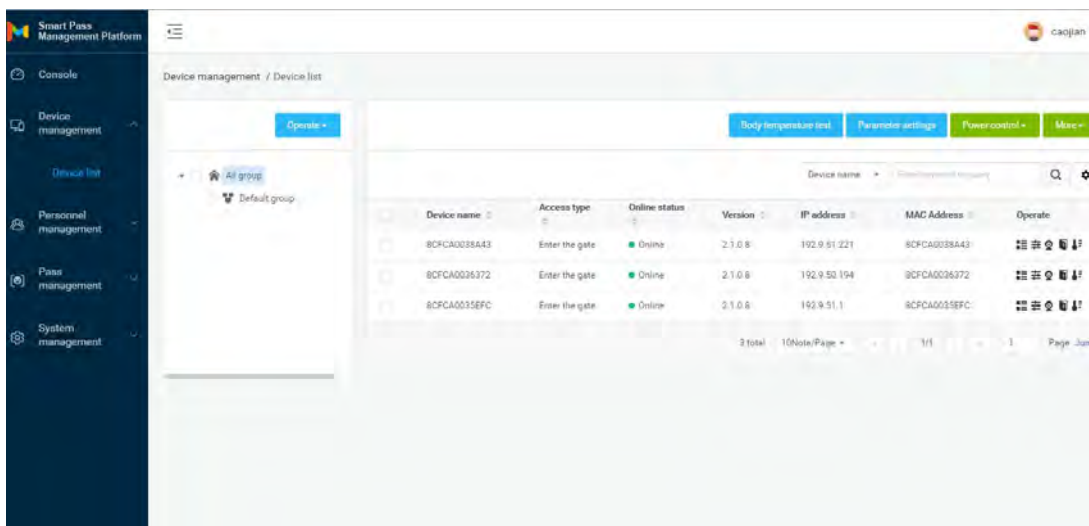 Smart Pass
Management Platform
caojian
Console
Device management / Device list
Device
management
Operate
Body temperature test
Parameter settings
Power control
More
Device list
All group
Default group
Device name
Device name
Access type
Online status
Version
IP address
MAC Address
Operate
Personnel
management
8CFCA0038A43 Enter the gate Online 2.1.0.8 192.9.51.221 8CFCA0038A43
8CFCA0036372 Enter the gate Online 2.1.0.8 192.9.50.194 8CFCA0036372
Pass
management
8CFCA0035EFC Enter the gate Online 2.1.0.8 192.9.51.1 8CFCA0035EFC
System
management
3 total 10Note/Page 1/1 1 Page